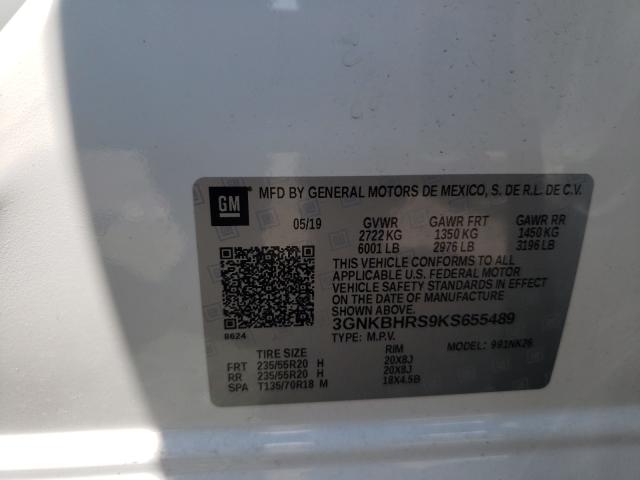 GM
MFD BY GENERAL MOTORS DE MEXICO, S. DE R.L. DE C.V.
05/19 GVWR GAWR FRT GAWR RR
2722 KG 1350 KG 1450 KG
6001 LB 2976 LB 3196 LB
THIS VEHICLE CONFORMS TO ALL
APPLICABLE U.S. FEDERAL MOTOR
VEHICLE SAFETY STANDARDS IN EFFECT
ON THE DATE OF MANUFACTURE
SHOWN ABOVE.
3GNKBHRS9KS655489
8624 TYPE: M.P.V. MODEL: 991NK26
TIRE SIZE RIM
FRT 235/55R20 H 20X8J
RR 235/55R20 H 20X8J
SPA T135/70R18 M 18X4.5B